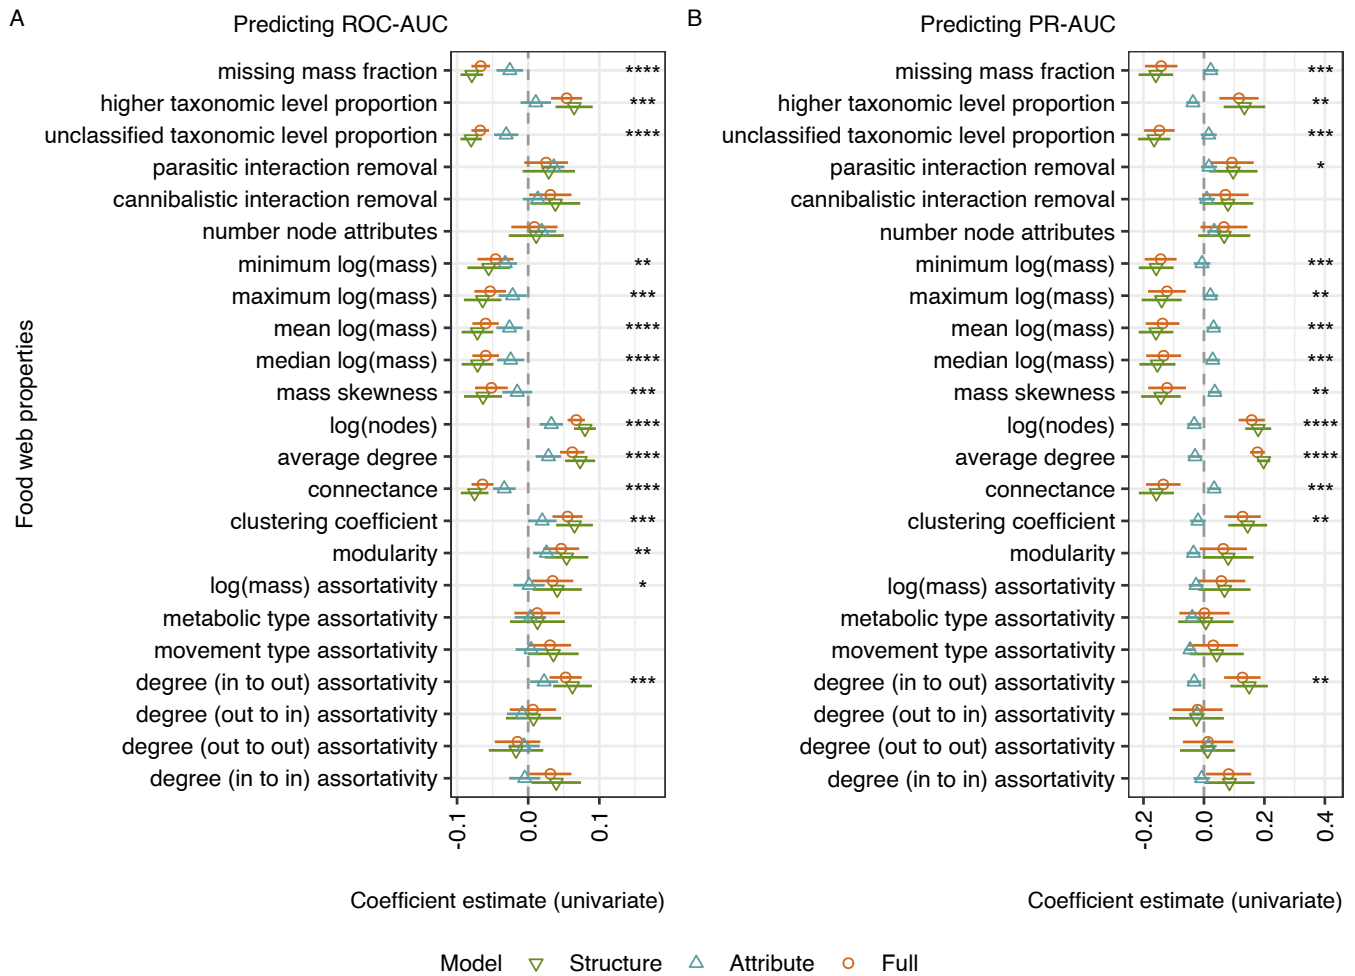 A
Predicting ROC-AUC
Food web properties
missing mass fraction ****
higher taxonomic level proportion ***
unclassified taxonomic level proportion ****
parasitic interaction removal
cannibalistic interaction removal
number node attributes
minimum log(mass) **
maximum log(mass) ***
mean log(mass) ****
median log(mass) ****
mass skewness ***
log(nodes) ****
average degree ****
connectance ****
clustering coefficient ***
modularity **
log(mass) assortativity *
metabolic type assortativity
movement type assortativity
degree (in to out) assortativity ***
degree (out to in) assortativity
degree (out to out) assortativity
degree (in to in) assortativity
-0.1 0.0 0.1
Coefficient estimate (univariate)
B
Predicting PR-AUC
missing mass fraction ***
higher taxonomic level proportion **
unclassified taxonomic level proportion ***
parasitic interaction removal *
cannibalistic interaction removal
number node attributes
minimum log(mass) ***
maximum log(mass) **
mean log(mass) ***
median log(mass) ***
mass skewness **
log(nodes) ****
average degree ****
connectance ***
clustering coefficient **
modularity
log(mass) assortativity
metabolic type assortativity
movement type assortativity
degree (in to out) assortativity **
degree (out to in) assortativity
degree (out to out) assortativity
degree (in to in) assortativity
-0.2 0.0 0.2 0.4
Coefficient estimate (univariate)
Model Structure Attribute Full